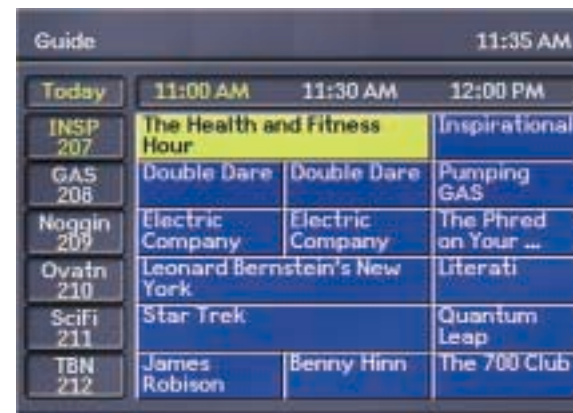 Guide 11:35 AM
Today 11:00 AM 11:30 AM 12:00 PM
INSP
207
The Health and Fitness
Hour
Inspirational
GAS
208
Double Dare
Double Dare
Pumping
GAS
Noggin
209
Electric
Company
Electric
Company
The Phred
on Your ...
Ovatn
210
Leonard Bernstein's New
York
Literati
SciFi
211
Star Trek
Quantum
Leap
TBN
212
James
Robison
Benny Hinn
The 700 Club